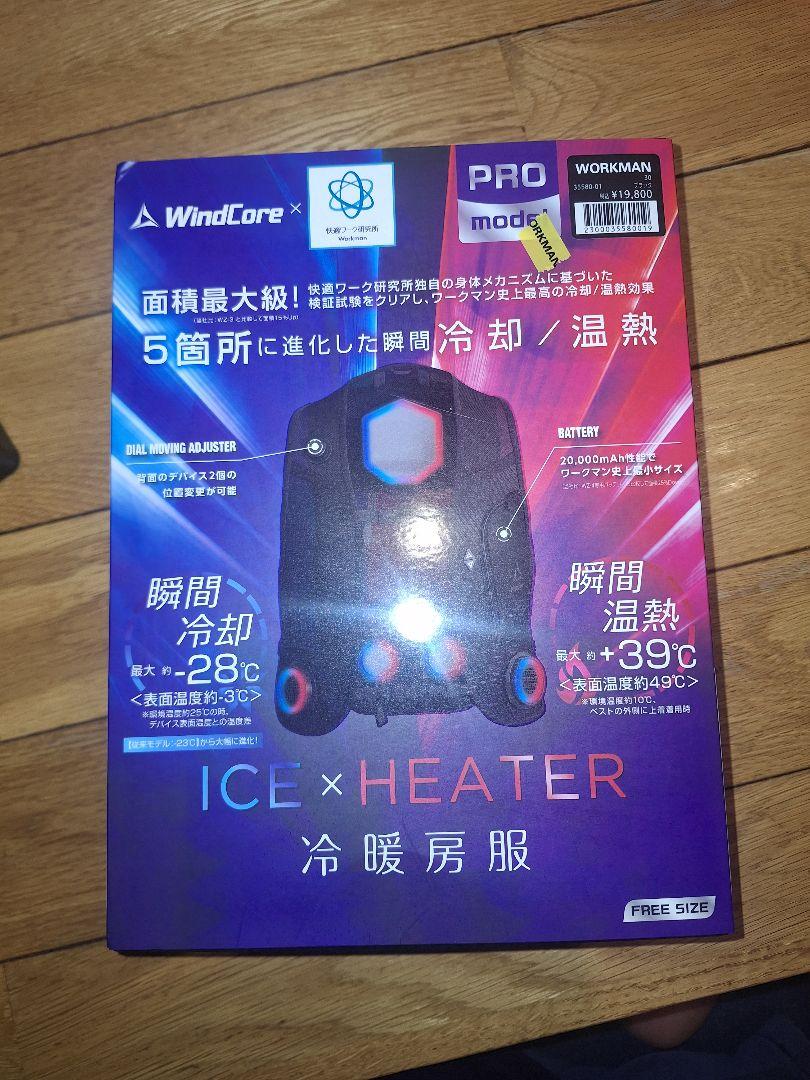 WindCore ×
快適ワーク研究所
Workman
PRO
model
WORKMAN
30
35580-01 ブラック
税込 ¥19,800
2300035580019
WORKMAN
面積最大級!
快適ワーク研究所独自の身体メカニズムに基づいた
検証試験をクリアし、ワークマン史上最高の冷却/温熱効果
5箇所に進化した瞬間冷却/温熱
DIAL MOVING ADJUSTER
背面のデバイス2個の
位置変更が可能
BATTERY
20,000mAh性能で
ワークマン史上最小サイズ
瞬間
冷却
最大 約-28℃
<表面温度約-3℃>
※環境温度約25℃の時、
デバイス表面温度との温度差
【従来モデル:-23℃】から大幅に進化!
瞬間
温熱
最大 約+39℃
<表面温度約49℃>
※環境温度約10℃、
ベストの外側に上着着用時
ICE × HEATER
冷暖房服
FREE SIZE